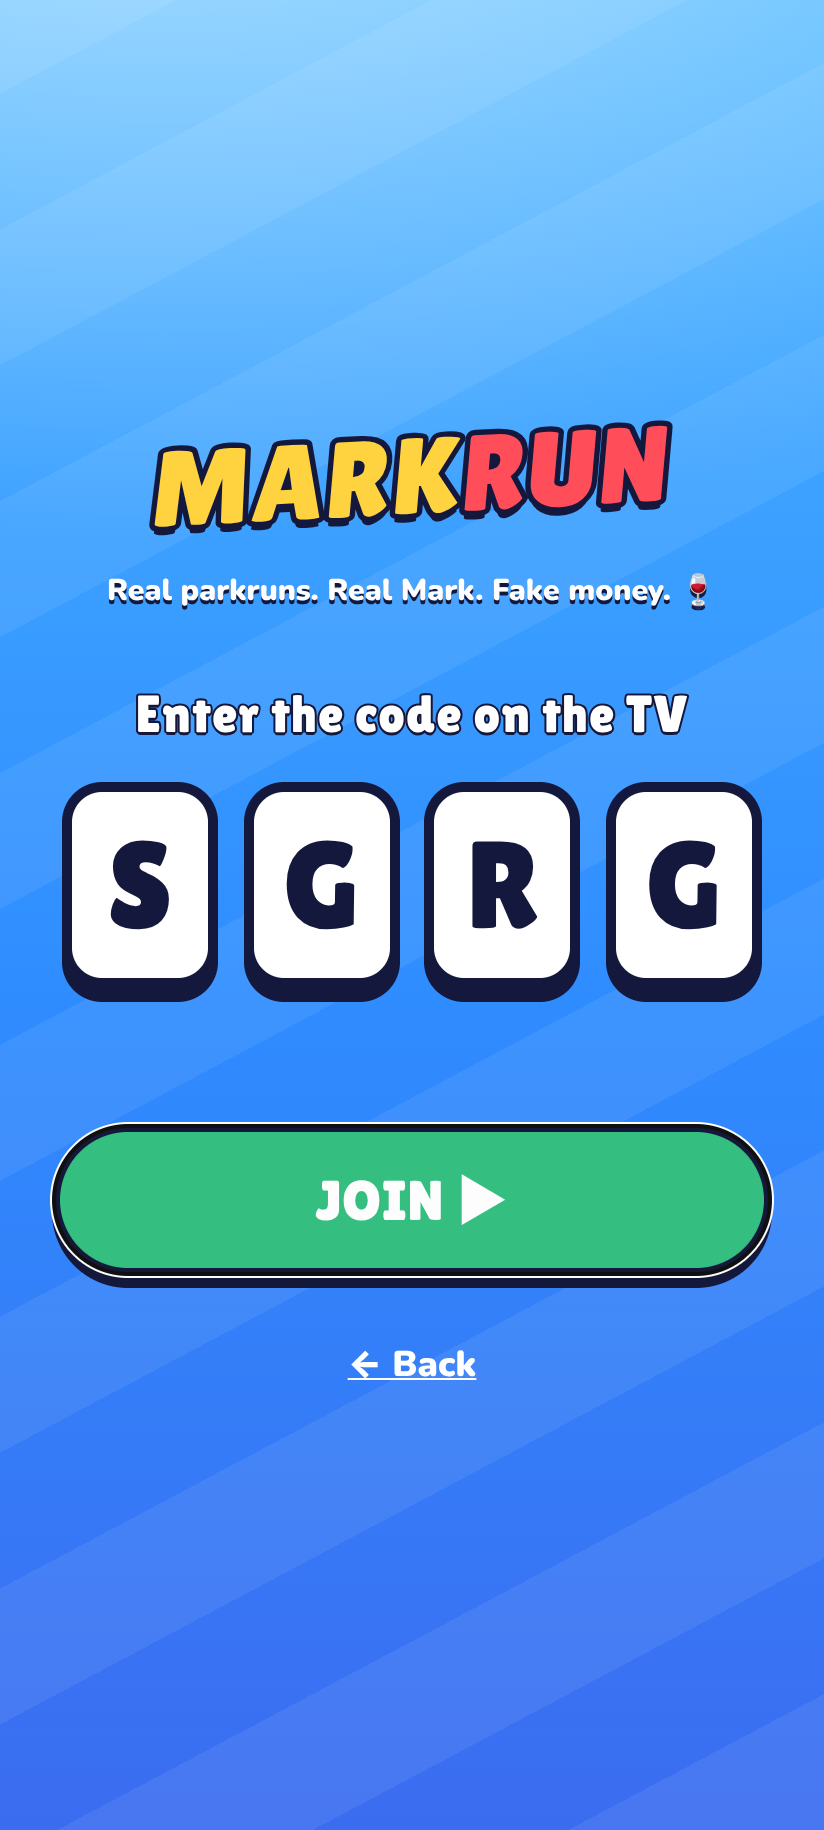 MARKRUN
Real parkruns. Real Mark. Fake money. 🍷
Enter the code on the TV
S G R G
JOIN ▶
← Back